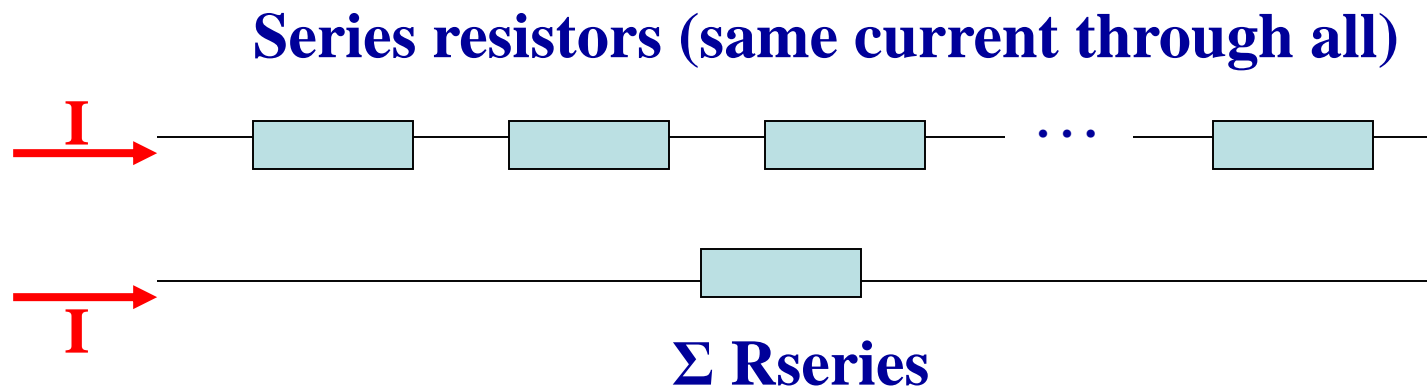 Series resistors (same current through all)
I
...
I
Σ Rseries